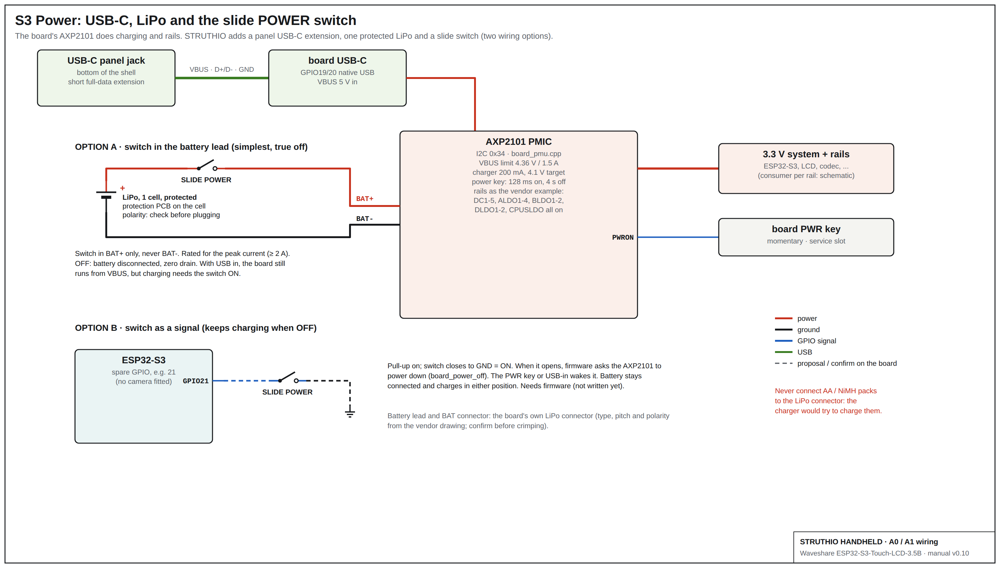 S3 Power: USB-C, LiPo and the slide POWER switch
The board's AXP2101 does charging and rails. STRUTHIO adds a panel USB-C extension, one protected LiPo and a slide switch (two wiring options).
USB-C panel jack
bottom of the shell
short full-data extension
VBUS · D+/D- · GND
board USB-C
GPIO19/20 native USB
VBUS 5 V in
OPTION A · switch in the battery lead (simplest, true off)
SLIDE POWER
+
LiPo, 1 cell, protected
protection PCB on the cell
polarity: check before plugging
BAT+
BAT-
Switch in BAT+ only, never BAT-. Rated for the peak current (≥ 2 A).
OFF: battery disconnected, zero drain. With USB in, the board still
runs from VBUS, but charging needs the switch ON.
AXP2101 PMIC
I2C 0x34 · board_pmu.cpp
VBUS limit 4.36 V / 1.5 A
charger 200 mA, 4.1 V target
power key: 128 ms on, 4 s off
rails as the vendor example:
DC1-5, ALDO1-4, BLDO1-2,
DLDO1-2, CPUSLDO all on
PWRON
3.3 V system + rails
ESP32-S3, LCD, codec, ...
(consumer per rail: schematic)
board PWR key
momentary · service slot
OPTION B · switch as a signal (keeps charging when OFF)
ESP32-S3
spare GPIO, e.g. 21
(no camera fitted)
GPIO21
SLIDE POWER
Pull-up on; switch closes to GND = ON. When it opens, firmware asks the AXP2101 to
power down (board_power_off). The PWR key or USB-in wakes it. Battery stays
connected and charges in either position. Needs firmware (not written yet).
Battery lead and BAT connector: the board's own LiPo connector (type, pitch and polarity
from the vendor drawing; confirm before crimping).
power
ground
GPIO signal
USB
proposal / confirm on the board
Never connect AA / NiMH packs
to the LiPo connector: the
charger would try to charge them.
STRUTHIO HANDHELD · A0 / A1 wiring
Waveshare ESP32-S3-Touch-LCD-3.5B · manual v0.10